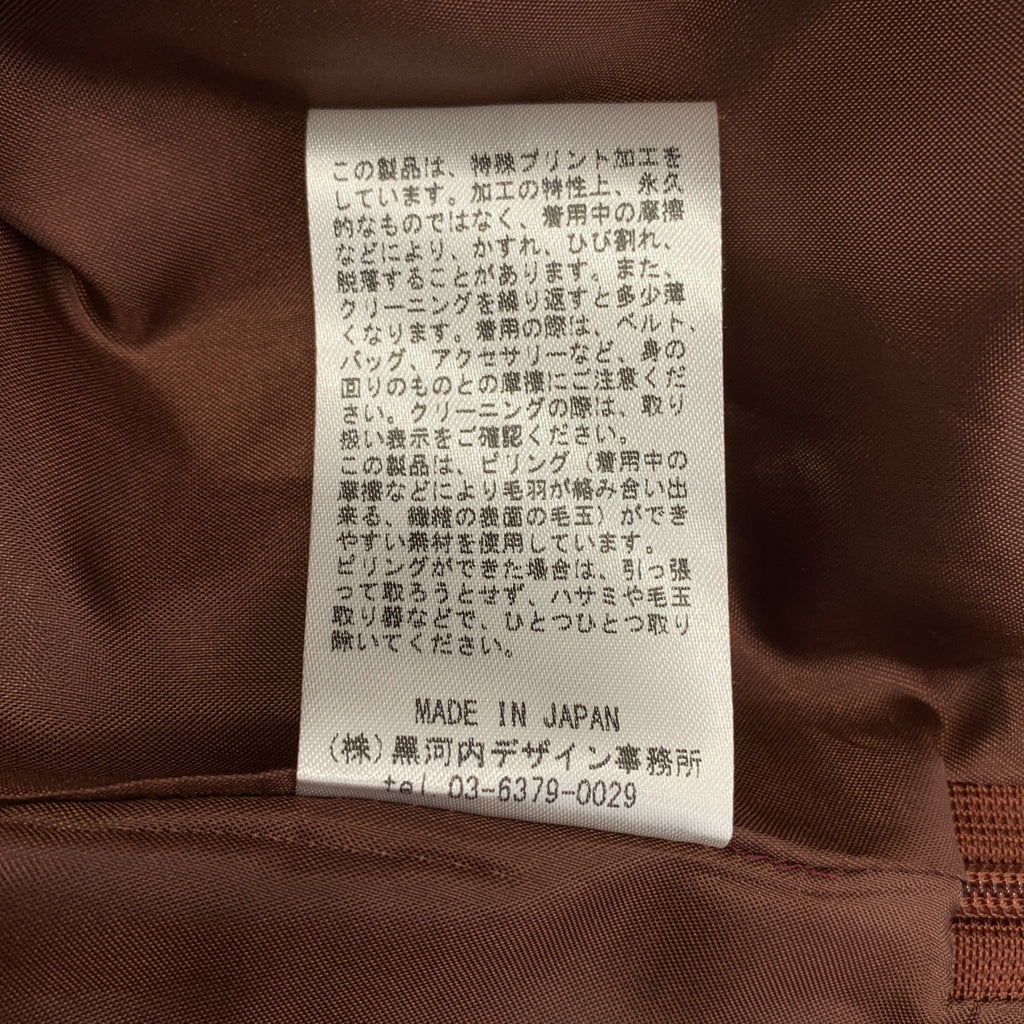 この製品は、特殊プリント加工を
しています。加工の特性上、永久
的なものではなく、着用中の摩擦
などにより、かすれ、ひび割れ、
脱落することがあります。また、
クリーニングを繰り返すと多少薄
くなります。着用の際は、ベルト、
バッグ、アクセサリーなど、身の
回りのものとの摩擦にご注意くだ
さい。クリーニングの際は、取り
扱い表示をご確認ください。
この製品は、ピリング（着用中の
摩擦などにより毛羽が絡み合い出
来る、繊維の表面の毛玉）ができ
やすい素材を使用しています。
ピリングができた場合は、引っ張
って取ろうとせず、ハサミや毛玉
取り器などで、ひとつひとつ取り
除いてください。
MADE IN JAPAN
（株）黒河内デザイン事務所
tel 03-6379-0029